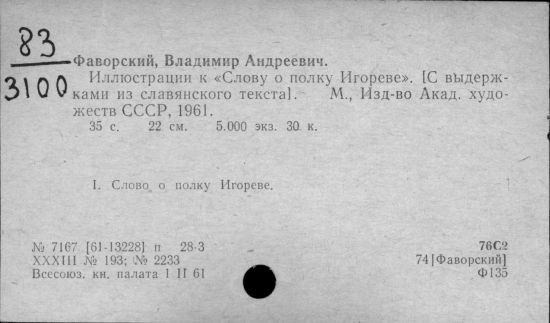 83
3100
Фаворский, Владимир Андреевич.
Иллюстрации к «Слову о полку Игореве». [С выдерж-
ками из славянского текста]. М., Изд-во Акад. худо-
жеств СССР, 1961.
35 с. 22 см. 5.000 экз. 30 к.
I. Слово о полку Игореве.
№ 7167 [61-13228] п 28-3 76С2
XXXIII № 193; № 2233 74[Фаворский]
Всесоюз. кн. палата 1 II 61 Ф135